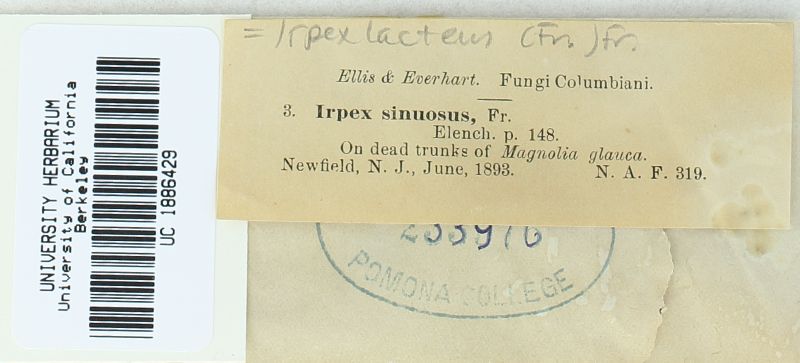 = Irpex lacteus (Fr.) Fr.
Ellis & Everhart. Fungi Columbiani.
3. Irpex sinuosus, Fr.
Elench. p. 148.
On dead trunks of Magnolia glauca.
Newfield, N. J., June, 1893. N. A. F. 319.
UNIVERSITY HERBARIUM
University of California
Berkeley
UC 1886429
POMONA COLLEGE